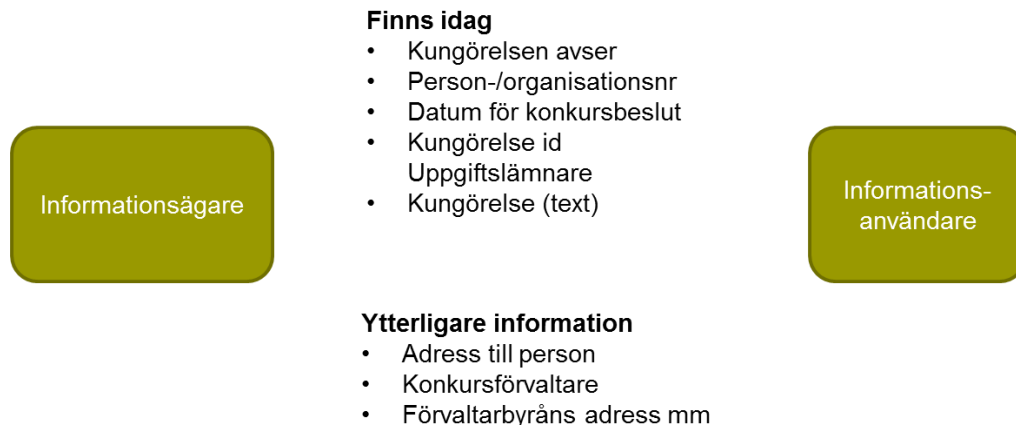 Finns idag
• Kungörelsen avser
• Person-/organisationsnr
• Datum för konkursbeslut
• Kungörelse id
Uppgiftslämnare
• Kungörelse (text)
Informationsägare
Informations-
användare
Ytterligare information
• Adress till person
• Konkursförvaltare
• Förvaltarbyråns adress mm